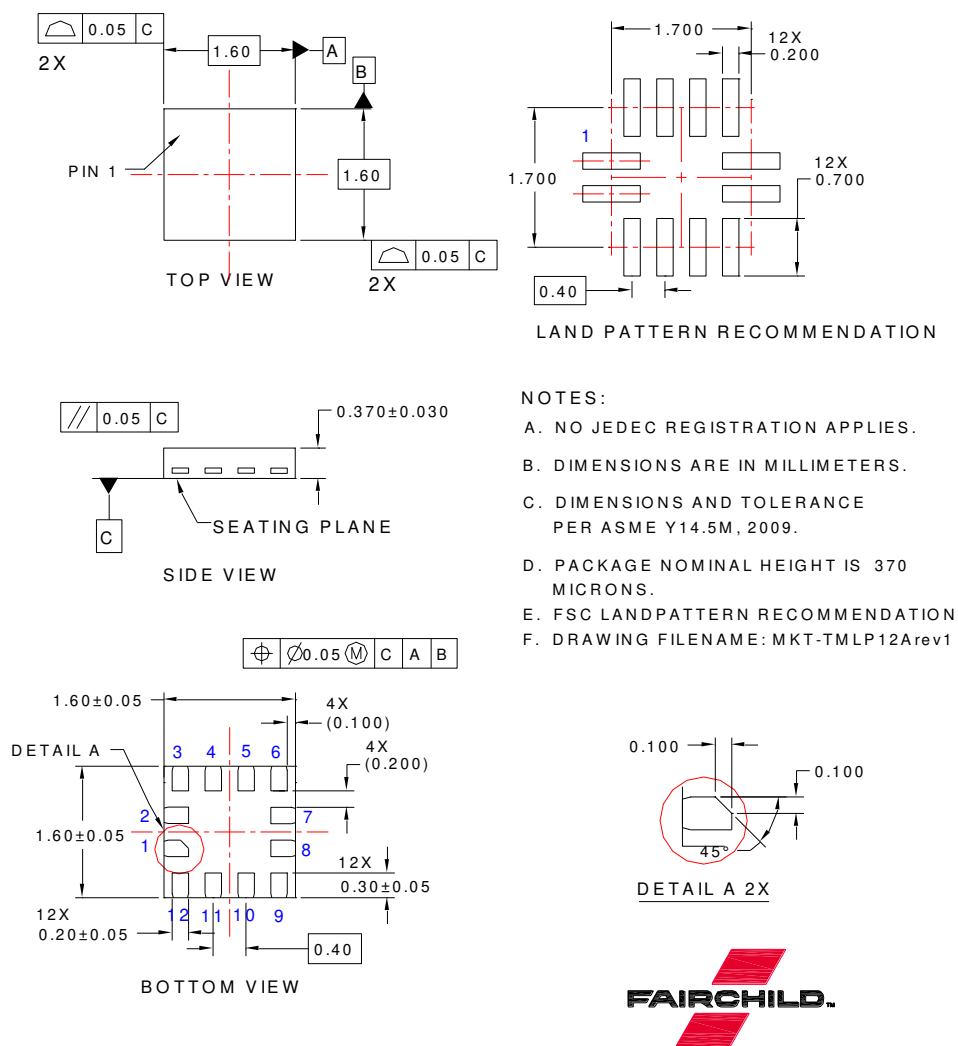 0.05 C
2X
1.60
A
B
PIN 1
1.60
0.05 C
2X
TOP VIEW
1.700
12X
0.200
1
1.700
12X
0.700
0.40
LAND PATTERN RECOMMENDATION
// 0.05 C
0.370±0.030
C
SEATING PLANE
SIDE VIEW
NOTES:
A. NO JEDEC REGISTRATION APPLIES.
B. DIMENSIONS ARE IN MILLIMETERS.
C. DIMENSIONS AND TOLERANCE
PER ASME Y14.5M, 2009.
D. PACKAGE NOMINAL HEIGHT IS 370
MICRONS.
E. FSC LANDPATTERN RECOMMENDATION
F. DRAWING FILENAME: MKT-TMLP12Arev1
⌖ Ø0.05 Ⓜ C A B
1.60±0.05
4X
(0.100)
DETAIL A
3 4 5 6
4X
(0.200)
2
7
1.60±0.05
1
8
12X
0.30±0.05
12 11 10 9
12X
0.20±0.05
0.40
BOTTOM VIEW
0.100
0.100
45°
DETAIL A 2X
FAIRCHILD™